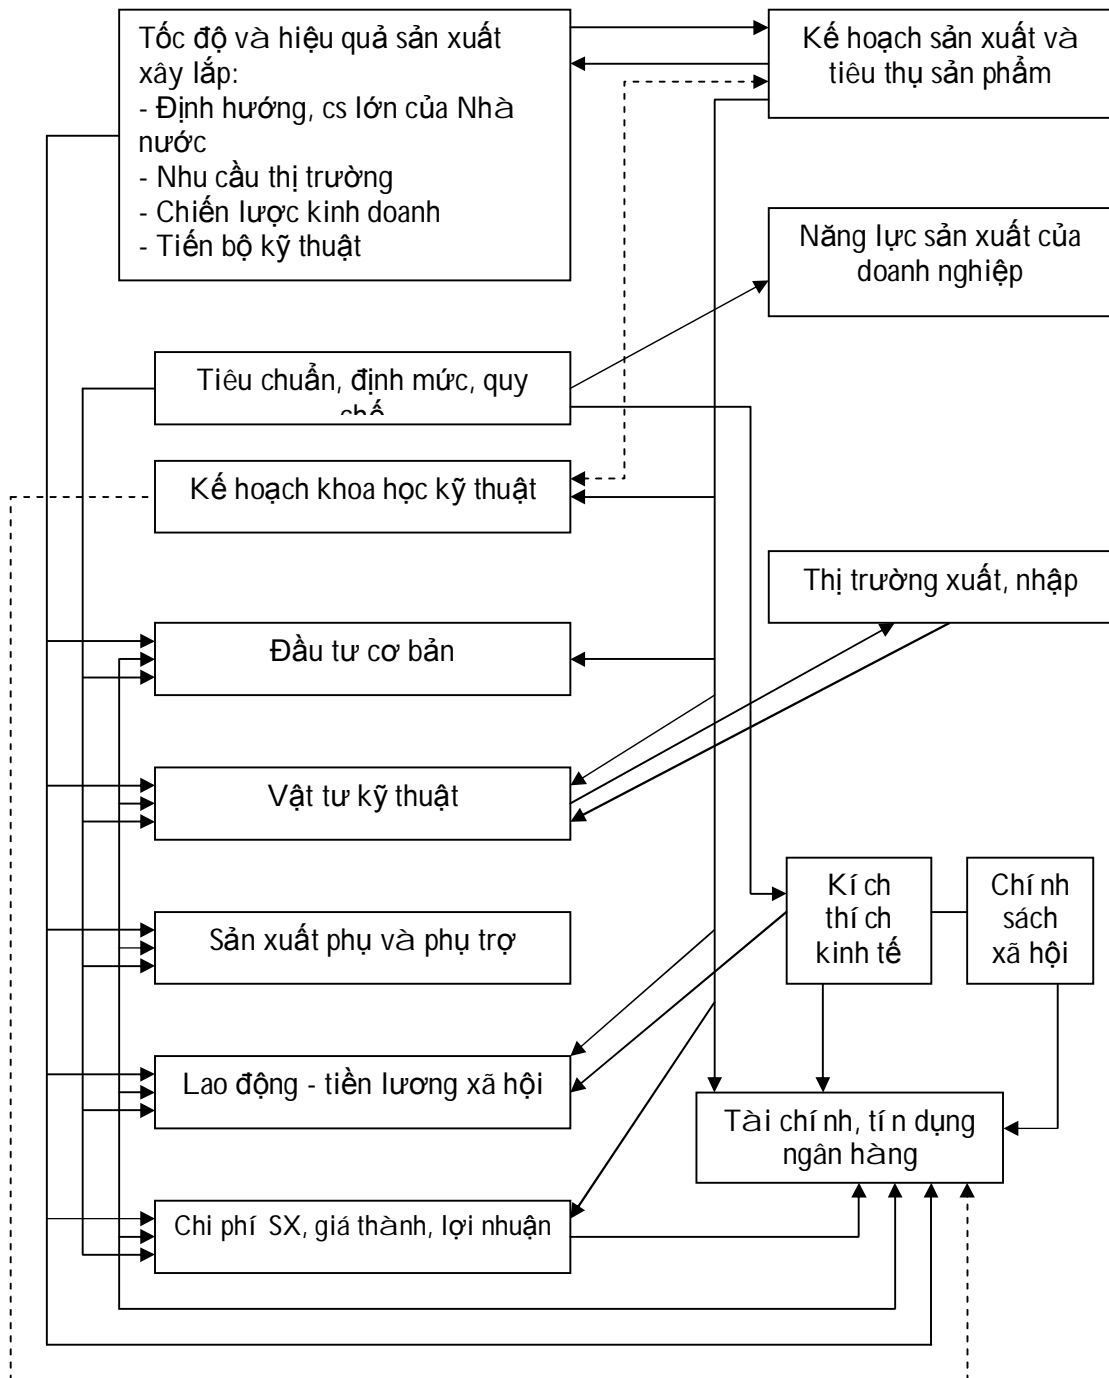 Tốc độ và hiệu quả sản xuất
xây lắp:
- Định hướng, cs lớn của Nhà
nước
- Nhu cầu thị trường
- Chiến lược kinh doanh
- Tiến bộ kỹ thuật
Kế hoạch sản xuất và
tiêu thụ sản phẩm
Năng lực sản xuất của
doanh nghiệp
Tiêu chuẩn, định mức, quy
chế
Kế hoạch khoa học kỹ thuật
Thị trường xuất, nhập
Đầu tư cơ bản
Vật tư kỹ thuật
Kích
thích
kinh tế
Chính
sách
xã hội
Sản xuất phụ và phụ trợ
Lao động - tiền lương xã hội
Tài chính, tín dụng
ngân hàng
Chi phí SX, giá thành, lợi nhuận